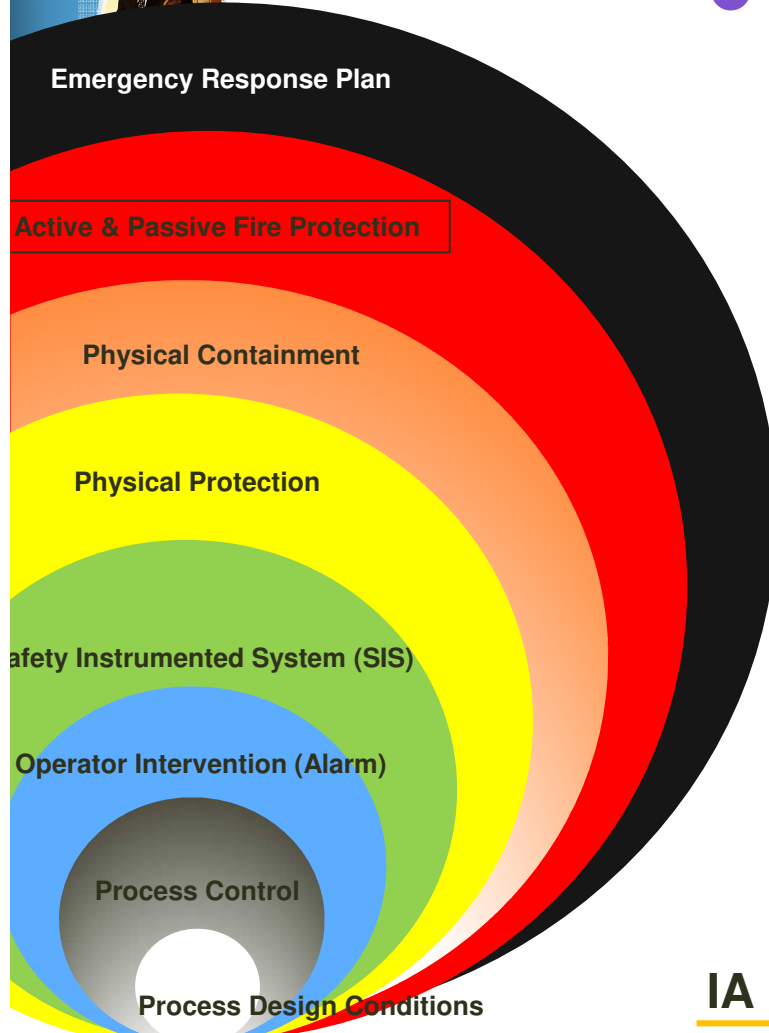 Emergency Response Plan
Active & Passive Fire Protection
Physical Containment
Physical Protection
afety Instrumented System (SIS)
Operator Intervention (Alarm)
Process Control
Process Design Conditions
IA